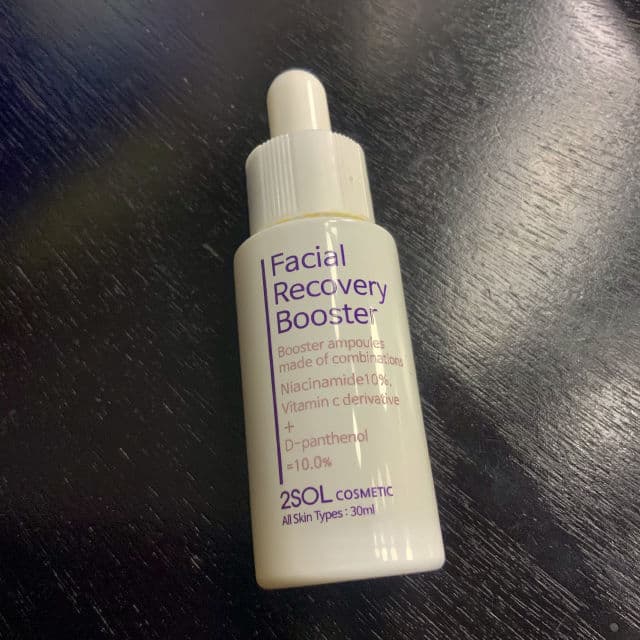 Facial
Recovery
Booster
Booster ampoules
made of combinations
Niacinamide10%,
Vitamin c derivative
+
D-panthenol
=10.0%
2SOL COSMETIC
All Skin Types : 30ml